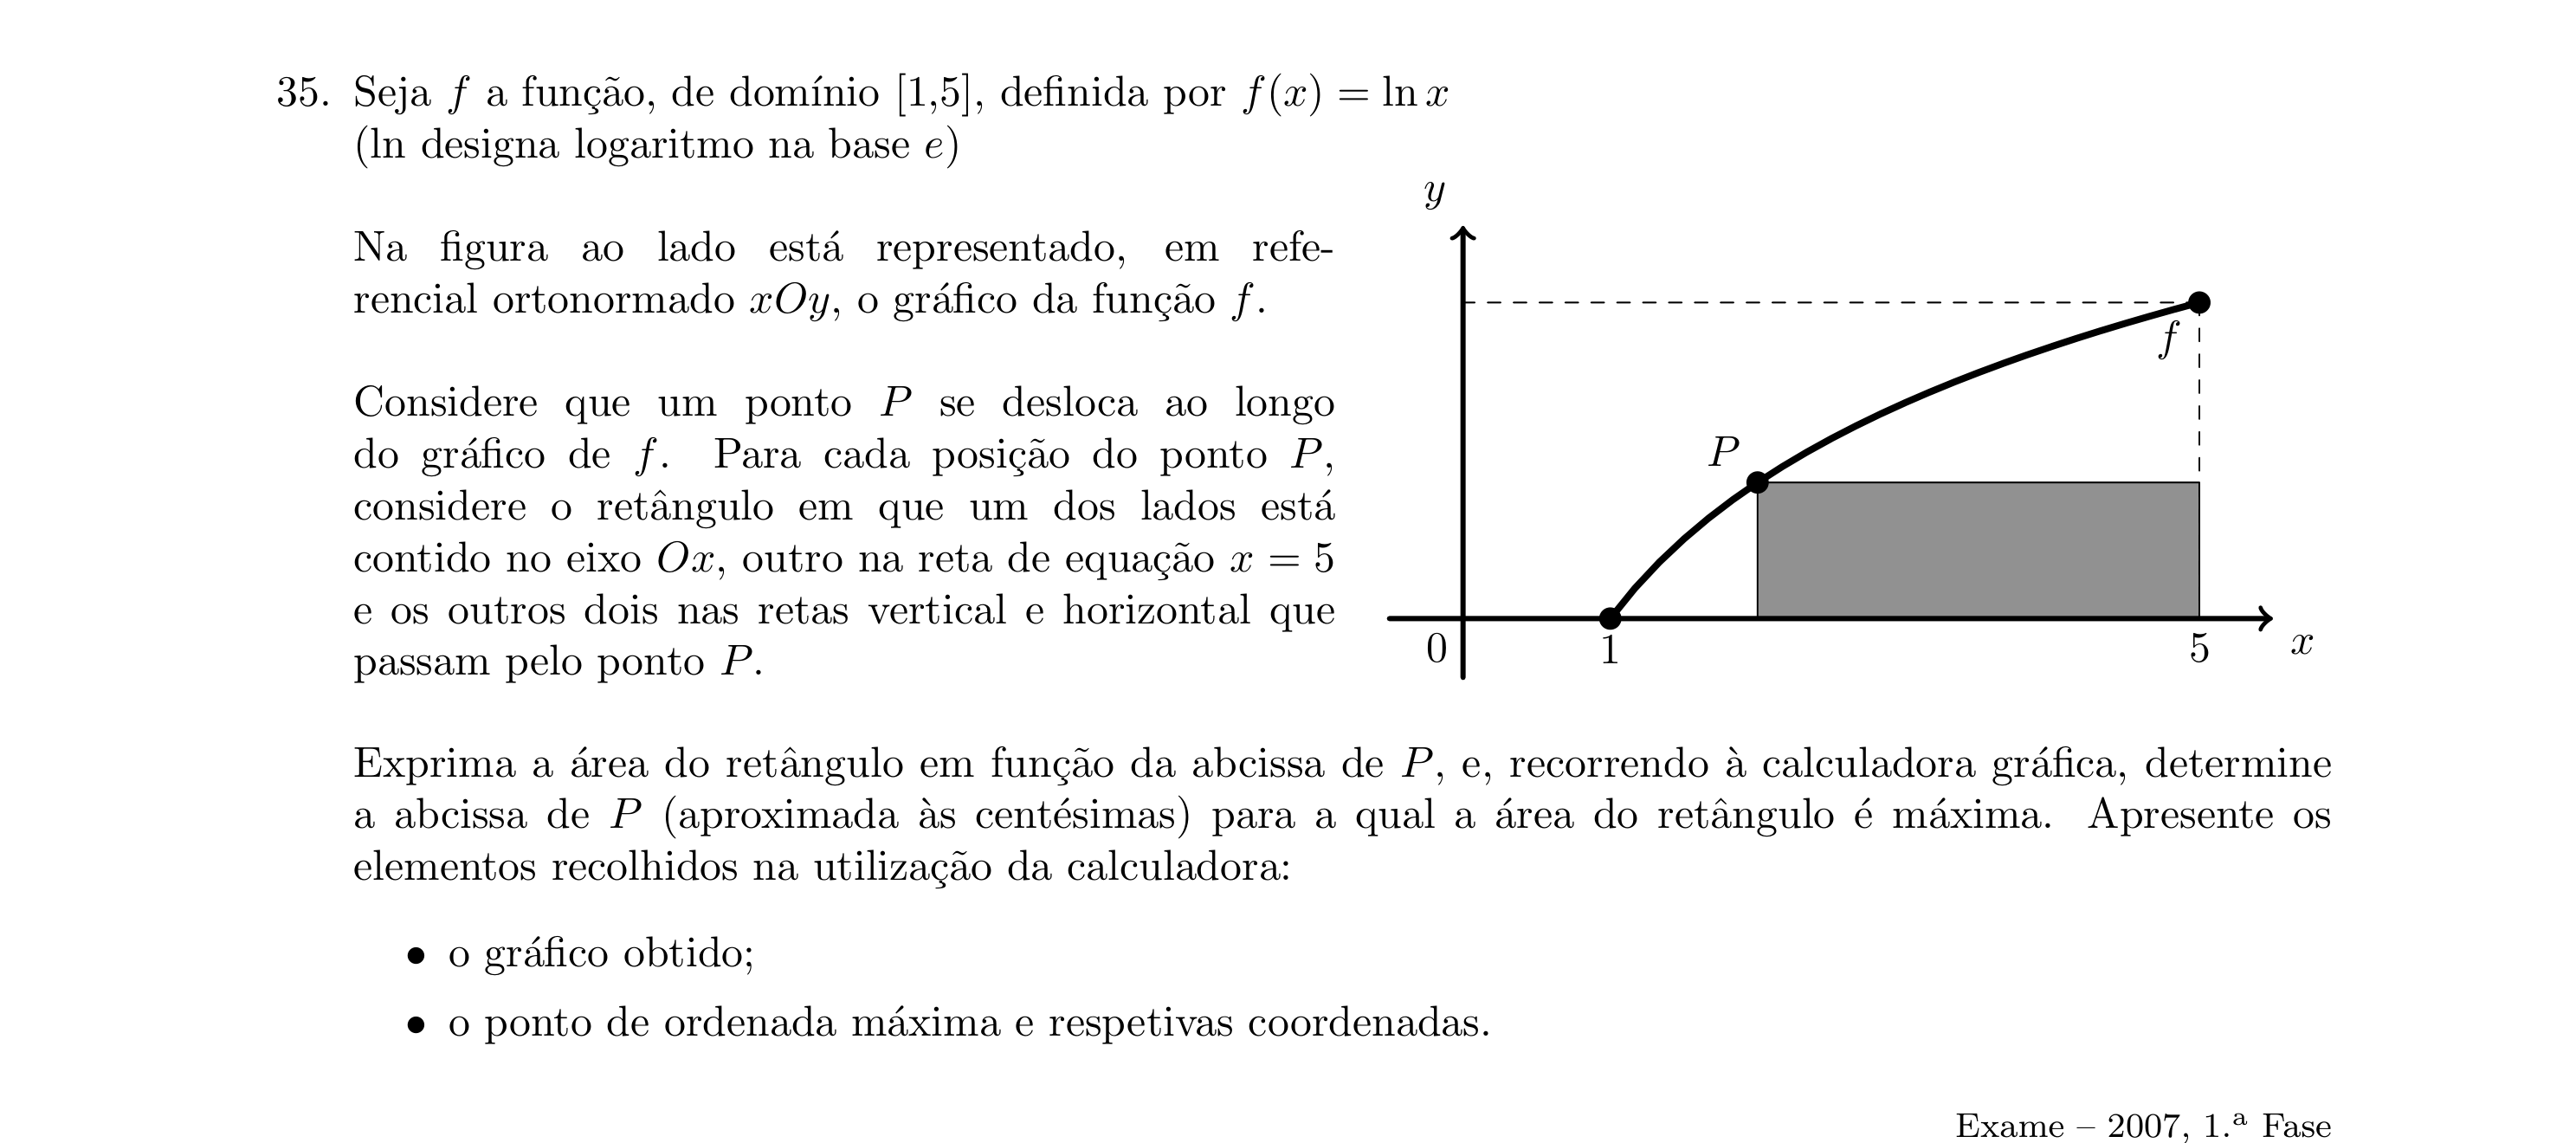 35. Seja f a função, de domínio [1,5], definida por f(x) = ln x
(ln designa logaritmo na base e)
Na figura ao lado está representado, em refe-
rencial ortonormado xOy, o gráfico da função f.
Considere que um ponto P se desloca ao longo
do gráfico de f. Para cada posição do ponto P,
considere o retângulo em que um dos lados está
contido no eixo Ox, outro na reta de equação x = 5
e os outros dois nas retas vertical e horizontal que
passam pelo ponto P.
y
f
P
0
1
5
x
Exprima a área do retângulo em função da abcissa de P, e, recorrendo à calculadora gráfica, determine
a abcissa de P (aproximada às centésimas) para a qual a área do retângulo é máxima. Apresente os
elementos recolhidos na utilização da calculadora:
• o gráfico obtido;
• o ponto de ordenada máxima e respetivas coordenadas.
Exame – 2007, 1.ª Fase